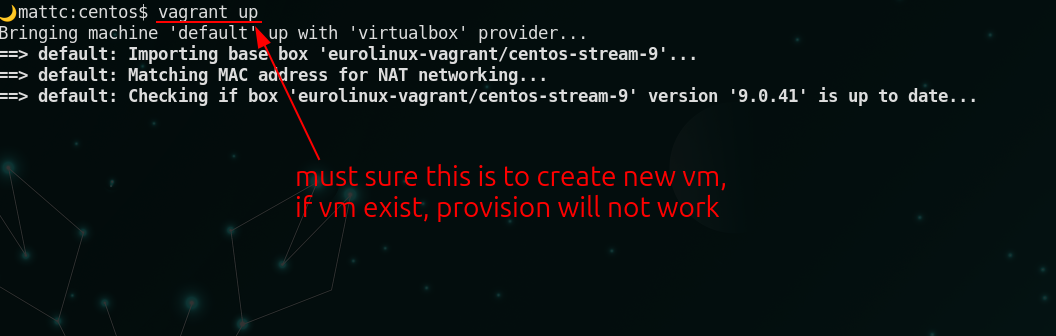 mattc:centos$ vagrant up
Bringing machine 'default' up with 'virtualbox' provider...
==> default: Importing base box 'eurolinux-vagrant/centos-stream-9'...
==> default: Matching MAC address for NAT networking...
==> default: Checking if box 'eurolinux-vagrant/centos-stream-9' version '9.0.41' is up to date...
must sure this is to create new vm,
if vm exist, provision will not work